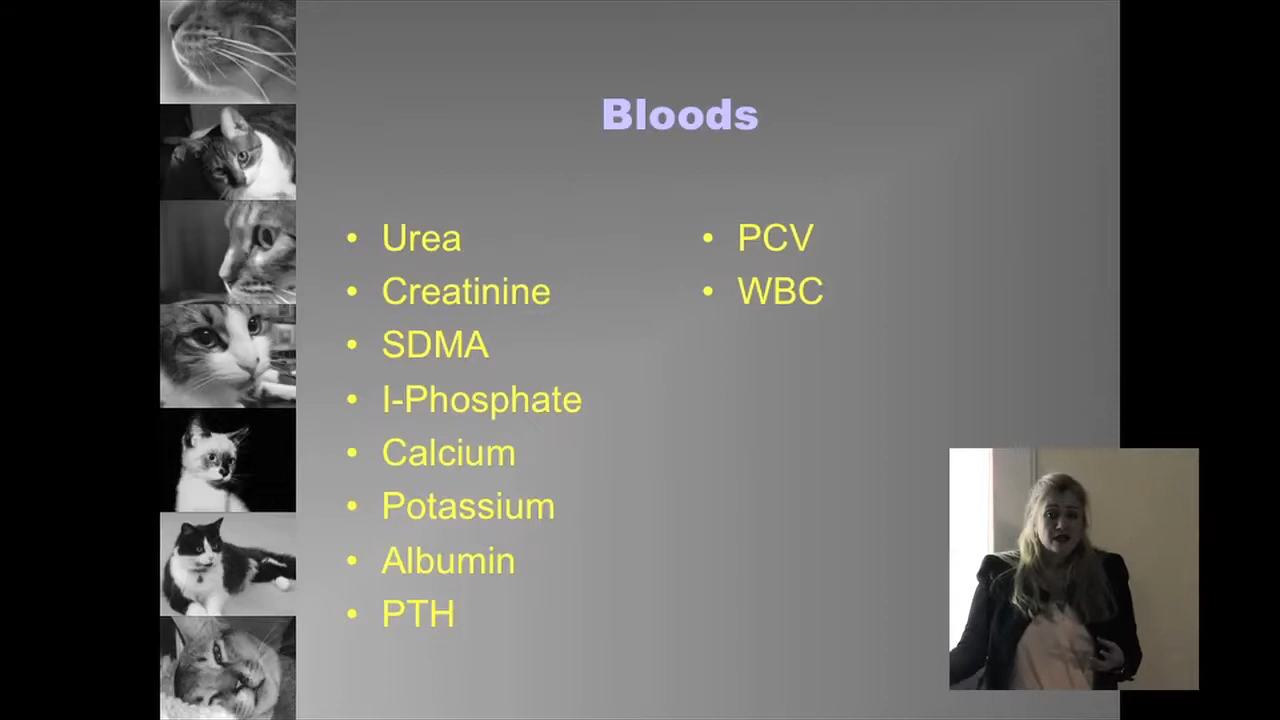 Bloods
• Urea
• Creatinine
• SDMA
• I-Phosphate
• Calcium
• Potassium
• Albumin
• PTH
• PCV
• WBC